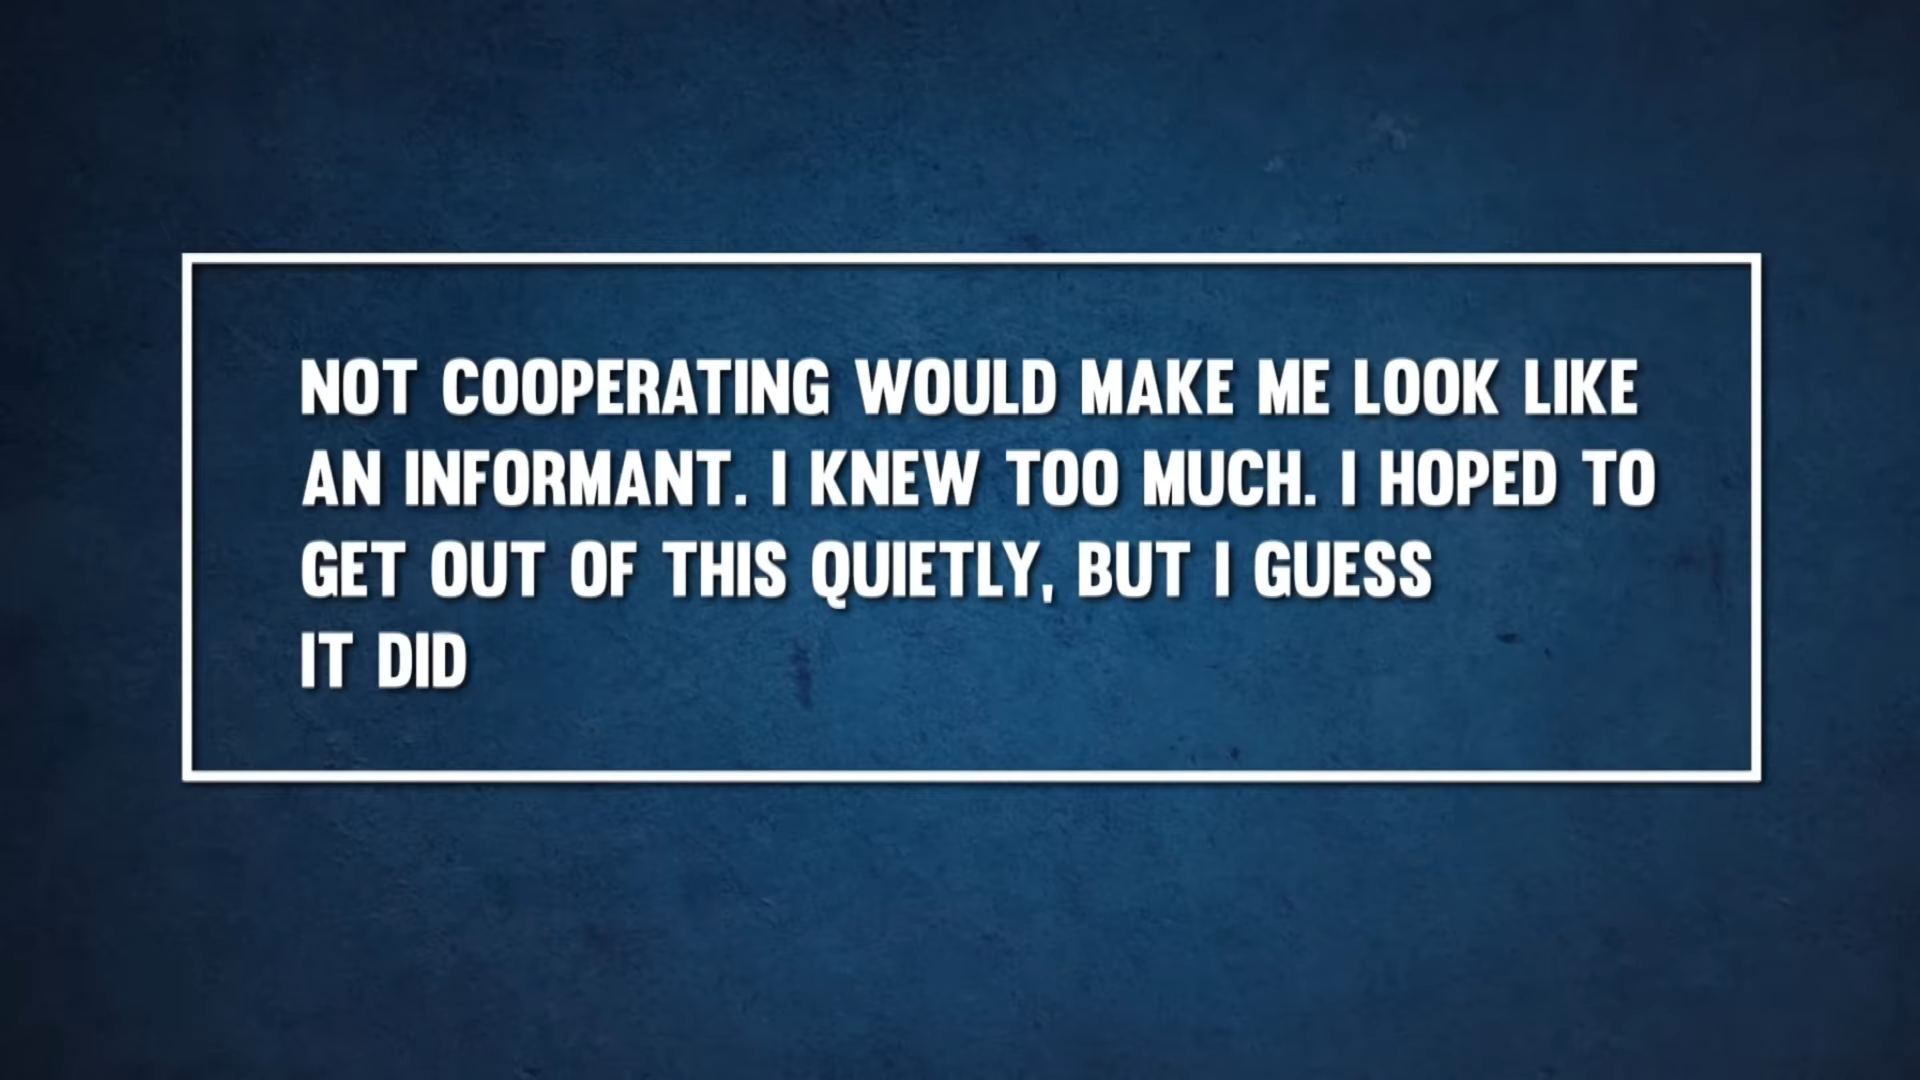 NOT COOPERATING WOULD MAKE ME LOOK LIKE
AN INFORMANT. I KNEW TOO MUCH. I HOPED TO
GET OUT OF THIS QUIETLY, BUT I GUESS
IT DID